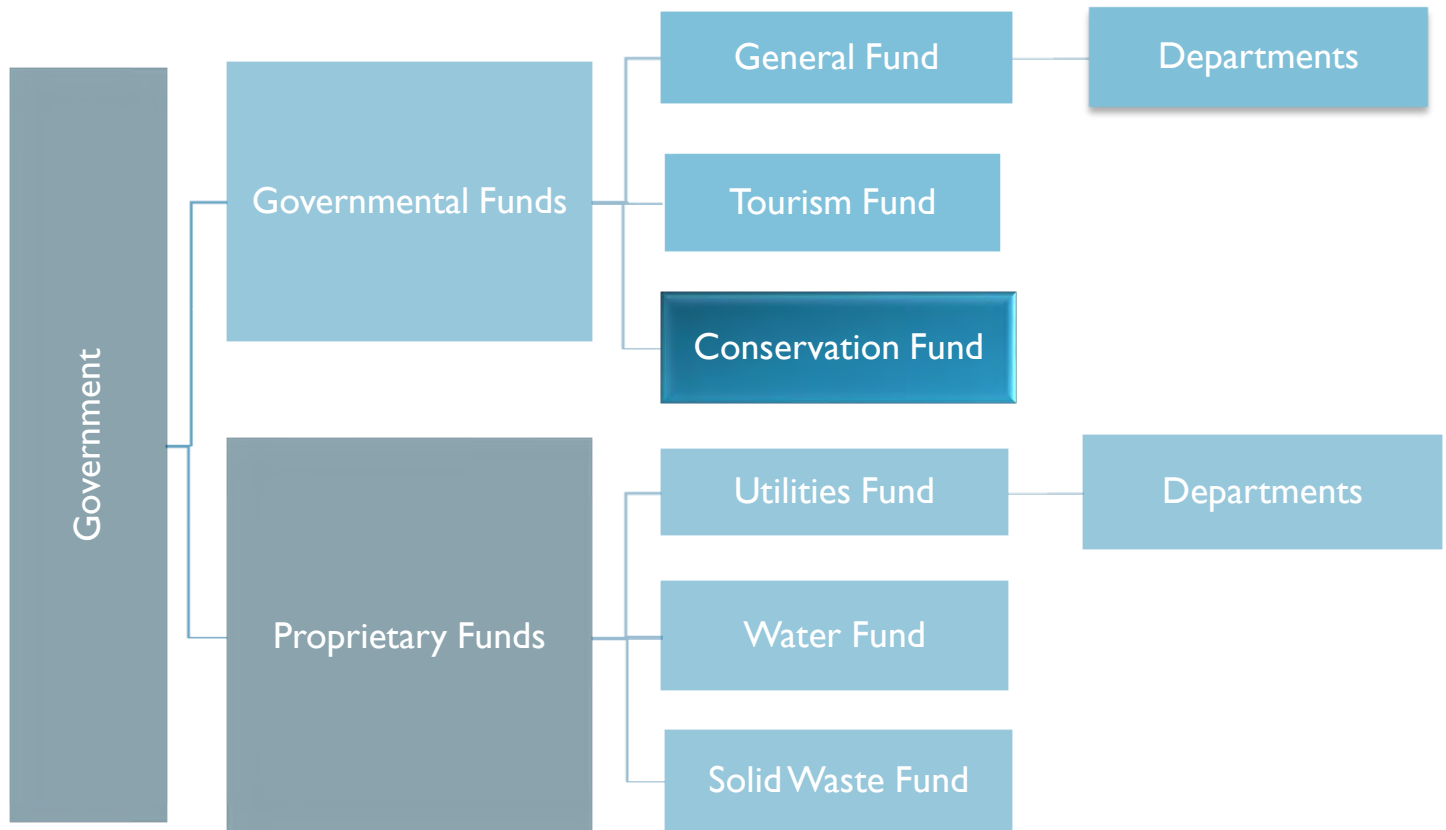 Government
Governmental Funds
General Fund
Departments
Tourism Fund
Conservation Fund
Proprietary Funds
Utilities Fund
Departments
Water Fund
Solid Waste Fund